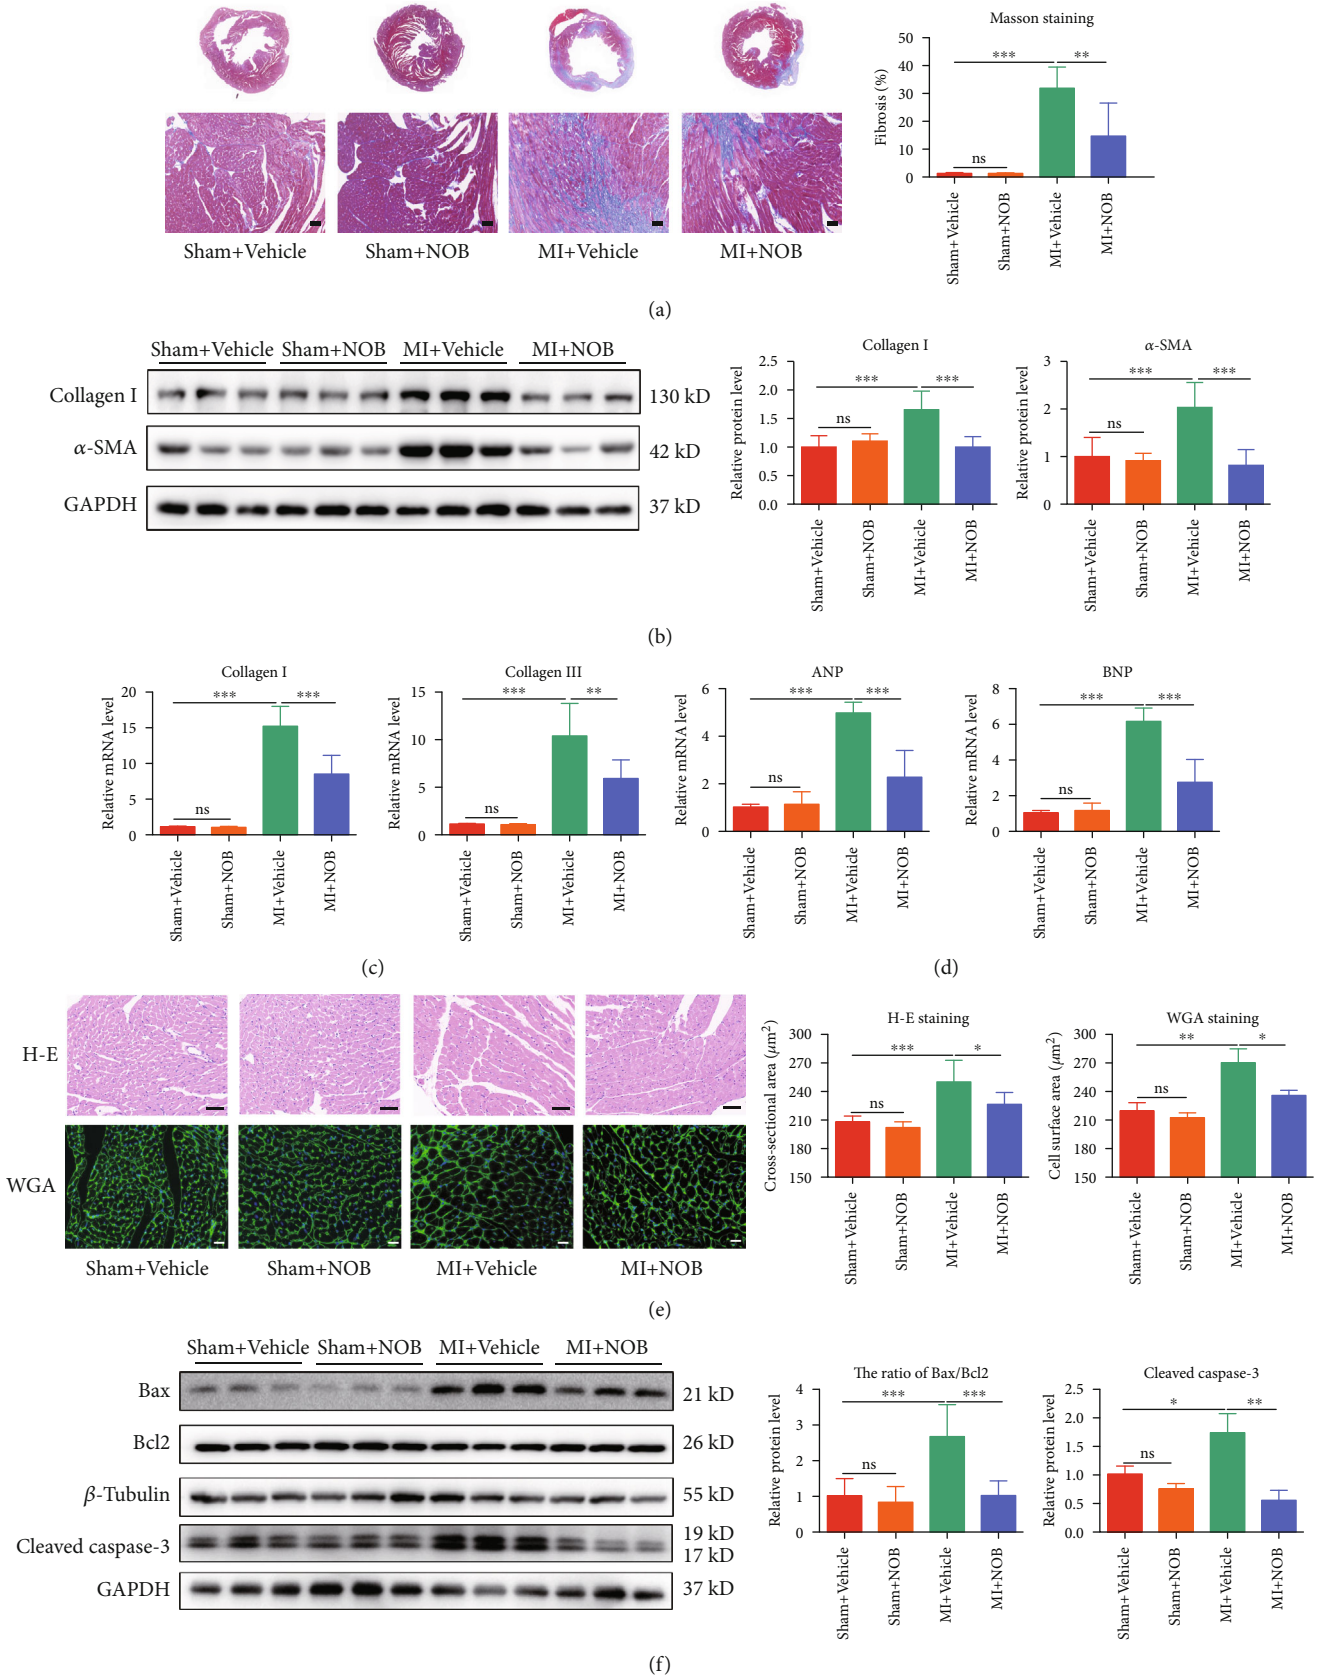 Masson staining
Fibrosis (%)
50
40
30
20
10
0
***
**
ns
Sham+Vehicle
Sham+NOB
MI+Vehicle
MI+NOB
Sham+Vehicle
Sham+NOB
MI+Vehicle
MI+NOB
(a)
Sham+Vehicle Sham+NOB MI+Vehicle MI+NOB
Collagen I 130 kD
α-SMA 42 kD
GAPDH 37 kD
Collagen I
Relative protein level
2.5
2.0
1.5
1.0
0.5
0.0
***
***
ns
Sham+Vehicle
Sham+NOB
MI+Vehicle
MI+NOB
α-SMA
Relative protein level
3
2
1
0
***
***
ns
Sham+Vehicle
Sham+NOB
MI+Vehicle
MI+NOB
(b)
Collagen I
Relative mRNA level
20
15
10
5
0
***
***
ns
Sham+Vehicle
Sham+NOB
MI+Vehicle
MI+NOB
Collagen III
Relative mRNA level
15
10
5
0
***
**
ns
Sham+Vehicle
Sham+NOB
MI+Vehicle
MI+NOB
(c)
ANP
Relative mRNA level
6
4
2
0
***
***
ns
Sham+Vehicle
Sham+NOB
MI+Vehicle
MI+NOB
BNP
Relative mRNA level
8
6
4
2
0
***
***
ns
Sham+Vehicle
Sham+NOB
MI+Vehicle
MI+NOB
(d)
H-E
WGA
Sham+Vehicle
Sham+NOB
MI+Vehicle
MI+NOB
H-E staining
Cross-sectional area (μm²)
300
270
240
210
180
150
***
*
ns
Sham+Vehicle
Sham+NOB
MI+Vehicle
MI+NOB
WGA staining
Cell surface area (μm²)
300
270
240
210
180
150
**
*
ns
Sham+Vehicle
Sham+NOB
MI+Vehicle
MI+NOB
(e)
Sham+Vehicle Sham+NOB MI+Vehicle MI+NOB
Bax 21 kD
Bcl2 26 kD
β-Tubulin 55 kD
Cleaved caspase-3 19 kD
17 kD
GAPDH 37 kD
The ratio of Bax/Bcl2
Relative protein level
4
3
2
1
0
***
***
ns
Sham+Vehicle
Sham+NOB
MI+Vehicle
MI+NOB
Cleaved caspase-3
Relative protein level
2.5
2.0
1.5
1.0
0.5
0.0
*
**
ns
Sham+Vehicle
Sham+NOB
MI+Vehicle
MI+NOB
(f)